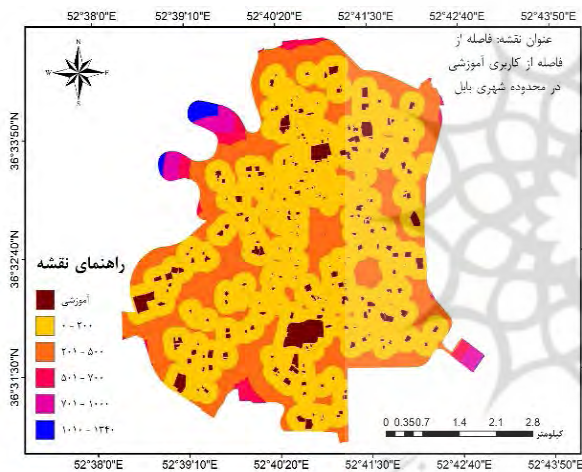 52°38'0"E 52°39'10"E 52°40'20"E 52°41'30"E 52°42'40"E 52°43'50"E
عنوان نقشه: فاصله از
فاصله از کاربری آموزشی
در محدوده شهری بابل
N
W E
S
36°33'50"N
36°32'40"N
36°31'30"N
راهنمای نقشه
آموزشی
۰ - ۲۰۰
۲۰۱ - ۵۰۰
۵۰۱ - ۷۰۰
۷۰۱ - ۱۰۰۰
۱۰۱۰ - ۱۳۴۰
0 0.350.7 1.4 2.1 2.8
کیلومتر
52°38'0"E 52°39'10"E 52°40'20"E 52°41'30"E 52°42'40"E 52°43'50"E